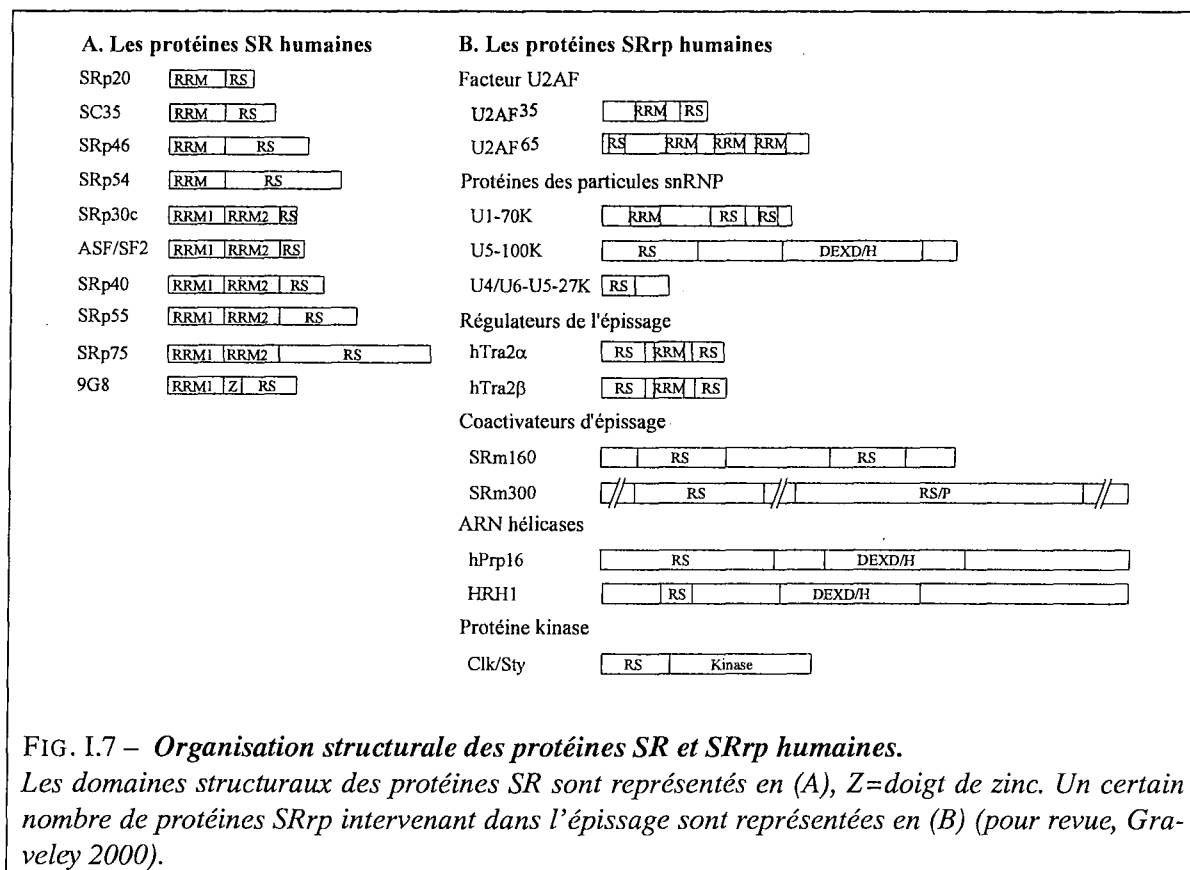 A. Les protéines SR humaines
SRp20 RRM RS
SC35 RRM RS
SRp46 RRM RS
SRp54 RRM RS
SRp30c RRM1 RRM2 RS
ASF/SF2 RRM1 RRM2 RS
SRp40 RRM1 RRM2 RS
SRp55 RRM1 RRM2 RS
SRp75 RRM1 RRM2 RS
9G8 RRM1 Z RS
B. Les protéines SRrp humaines
Facteur U2AF
U2AF35 RRM RS
U2AF65 RS RRM RRM RRM
Protéines des particules snRNP
U1-70K RRM RS RS
U5-100K RS DEXD/H
U4/U6-U5-27K RS
Régulateurs de l'épissage
hTra2α RS RRM RS
hTra2β RS RRM RS
Coactivateurs d'épissage
SRm160 RS RS
SRm300 RS RS/P
ARN hélicases
hPrp16 RS DEXD/H
HRH1 RS DEXD/H
Protéine kinase
Clk/Sty RS Kinase
FIG. I.7 – Organisation structurale des protéines SR et SRrp humaines.
Les domaines structuraux des protéines SR sont représentés en (A), Z=doigt de zinc. Un certain
nombre de protéines SRrp intervenant dans l'épissage sont représentées en (B) (pour revue, Gra-
veley 2000).